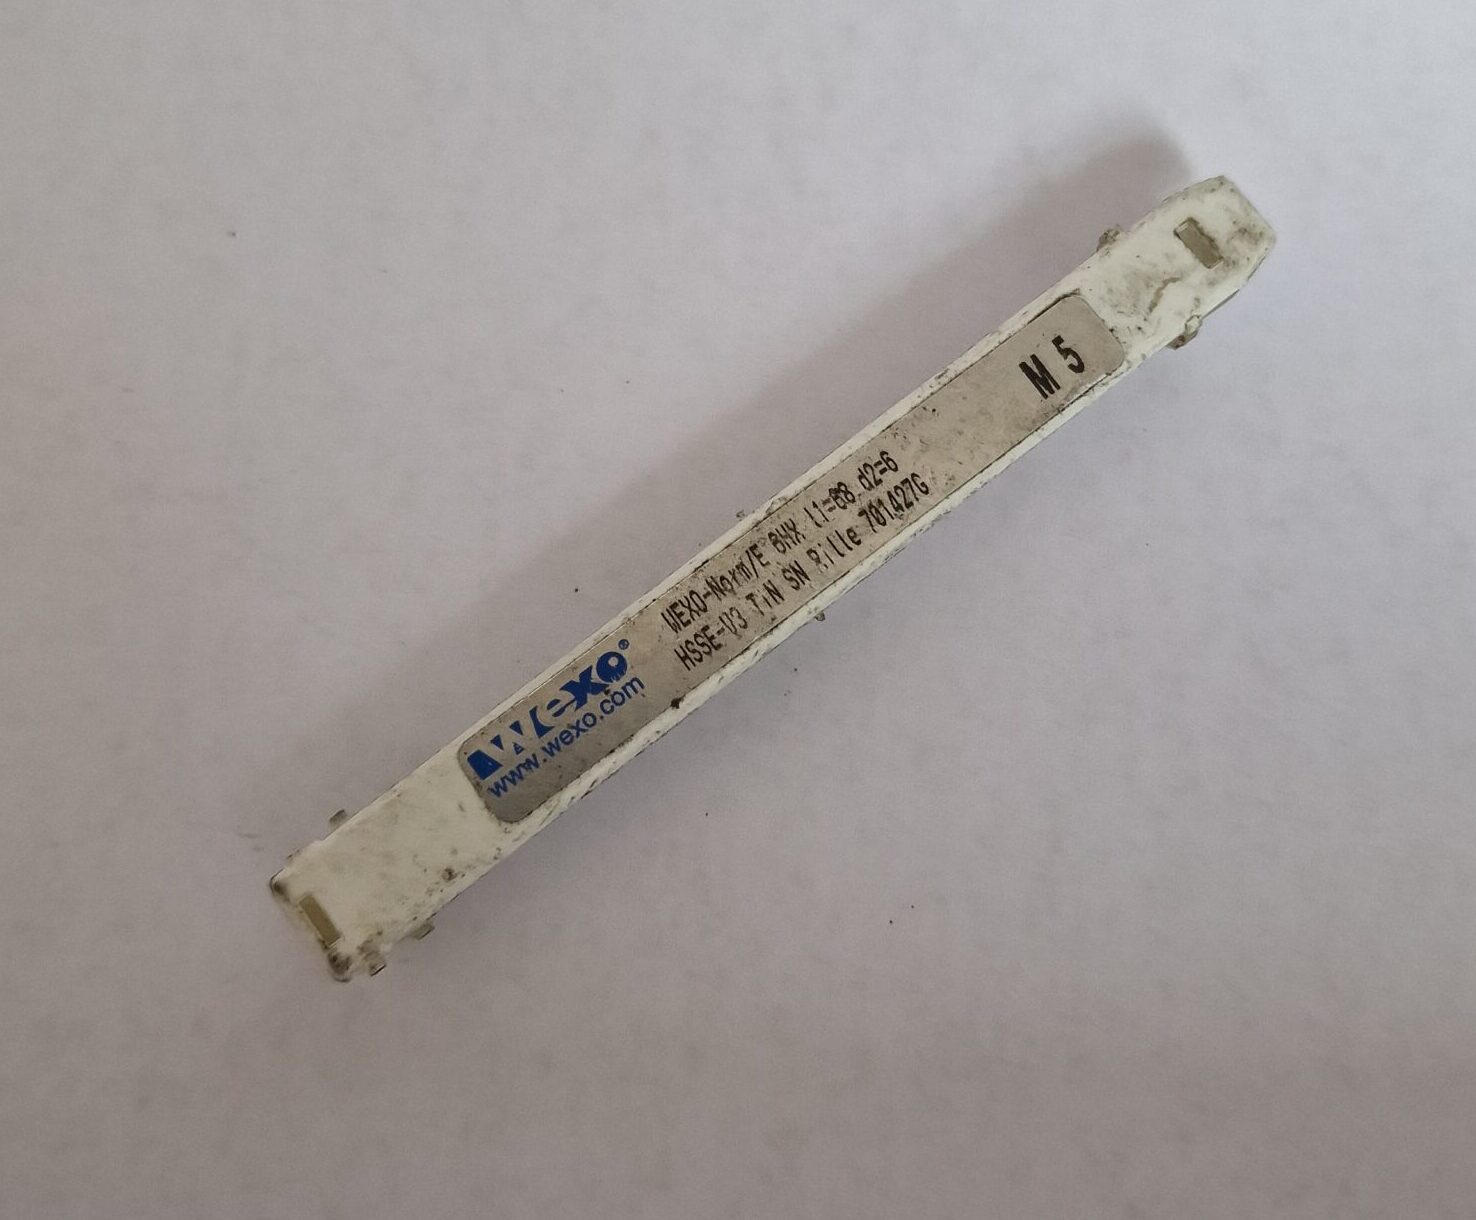 wexo®
www.wexo.com
WEXO-Norm/E 6HX l1=68 d2=6
HSSE-V3 TiN SN Rille 701427G
M 5